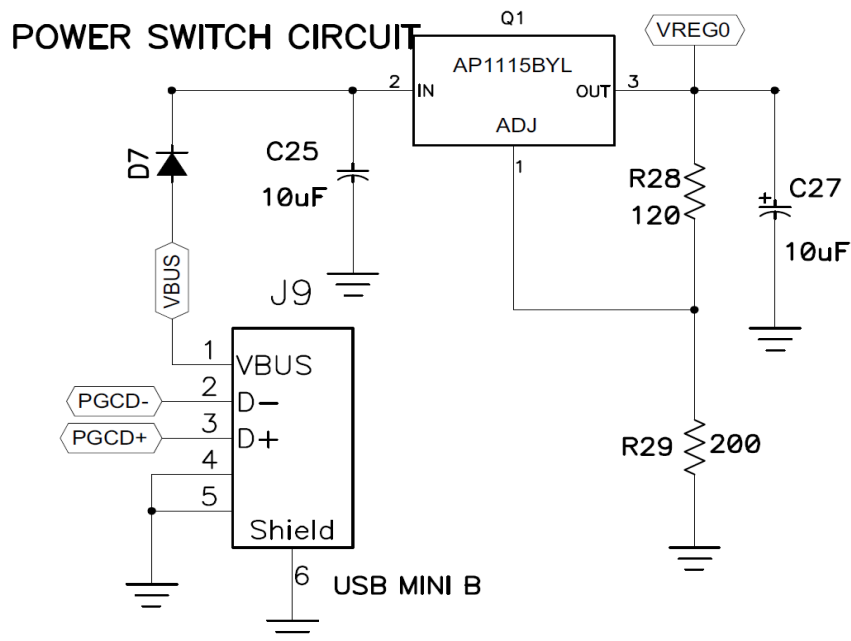 POWER SWITCH CIRCUIT
Q1
VREG0
AP1115BYL
2
IN
OUT
3
ADJ
1
D7
C25
10uF
R28
120
C27
+
10uF
VBUS
J9
1
VBUS
PGCD-
2
D-
PGCD+
3
D+
4
5
R29
200
Shield
6
USB MINI B